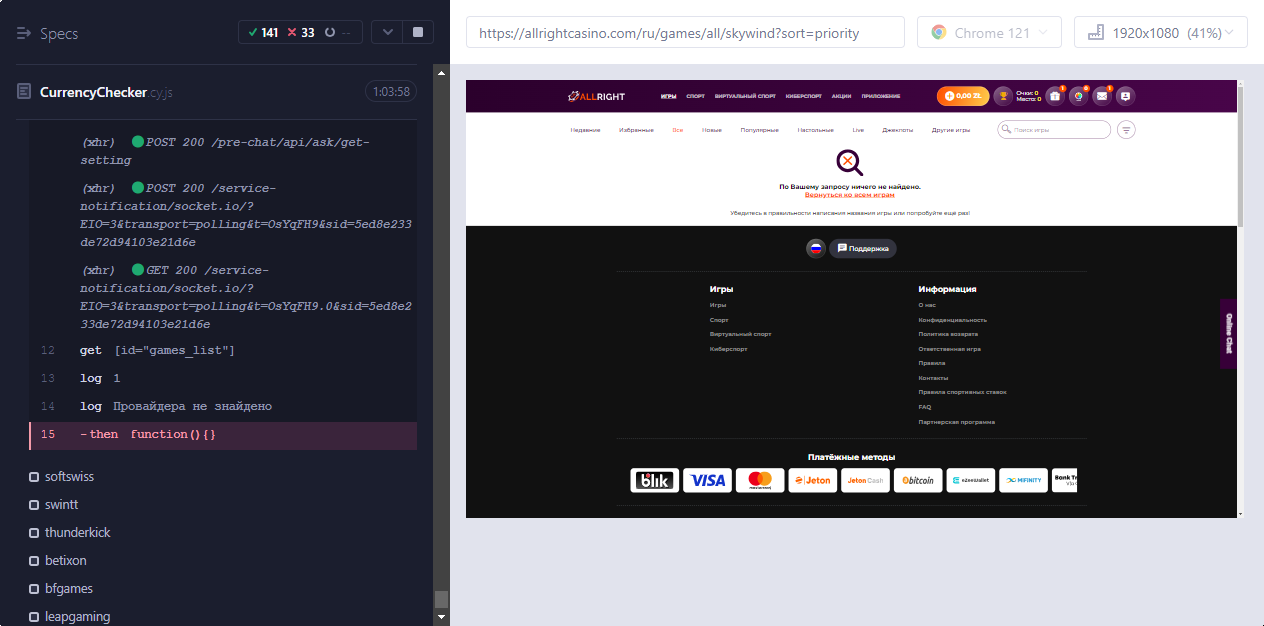 Specs
141 33 --
CurrencyChecker.cy.js
1:03:58
(xhr) POST 200 /pre-chat/api/ask/get-
setting
(xhr) POST 200 /service-
notification/socket.io/?
EIO=3&transport=polling&t=OsYqFH9&sid=5ed8e233
de72d94103e21d6e
(xhr) GET 200 /service-
notification/socket.io/?
EIO=3&transport=polling&t=OsYqFH9.0&sid=5ed8e2
33de72d94103e21d6e
12 get [id="games_list"]
13 log 1
14 log Провайдера не знайдено
15 -then function(){}
softswiss
swintt
thunderkick
betixon
bfgames
leapgaming
https://allrightcasino.com/ru/games/all/skywind?sort=priority
Chrome 121
1920x1080 (41%)
ALLRIGHT
ИГРЫ СПОРТ ВИРТУАЛЬНЫЙ СПОРТ КИБЕРСПОРТ АКЦИИ ПРИЛОЖЕНИЕ
0,00 ZŁ
Очки: 0
Место: 0
Недавние Избранные Все Новые Популярные Настольные Live Джекпоты Другие игры
Поиск игры
По Вашему запросу ничего не найдено.
Вернуться ко всем играм
Убедитесь в правильности написания названия игры или попробуйте ещё раз!
Поддержка
Игры
Игры
Спорт
Виртуальный спорт
Киберспорт
Информация
О нас
Конфиденциальность
Политика возврата
Ответственная игра
Правила
Контакты
Правила спортивных ставок
FAQ
Партнерская программа
Online Chat
Платёжные методы
blik VISA mastercard Jeton JetonCash bitcoin eZeeWallet MIFINITY